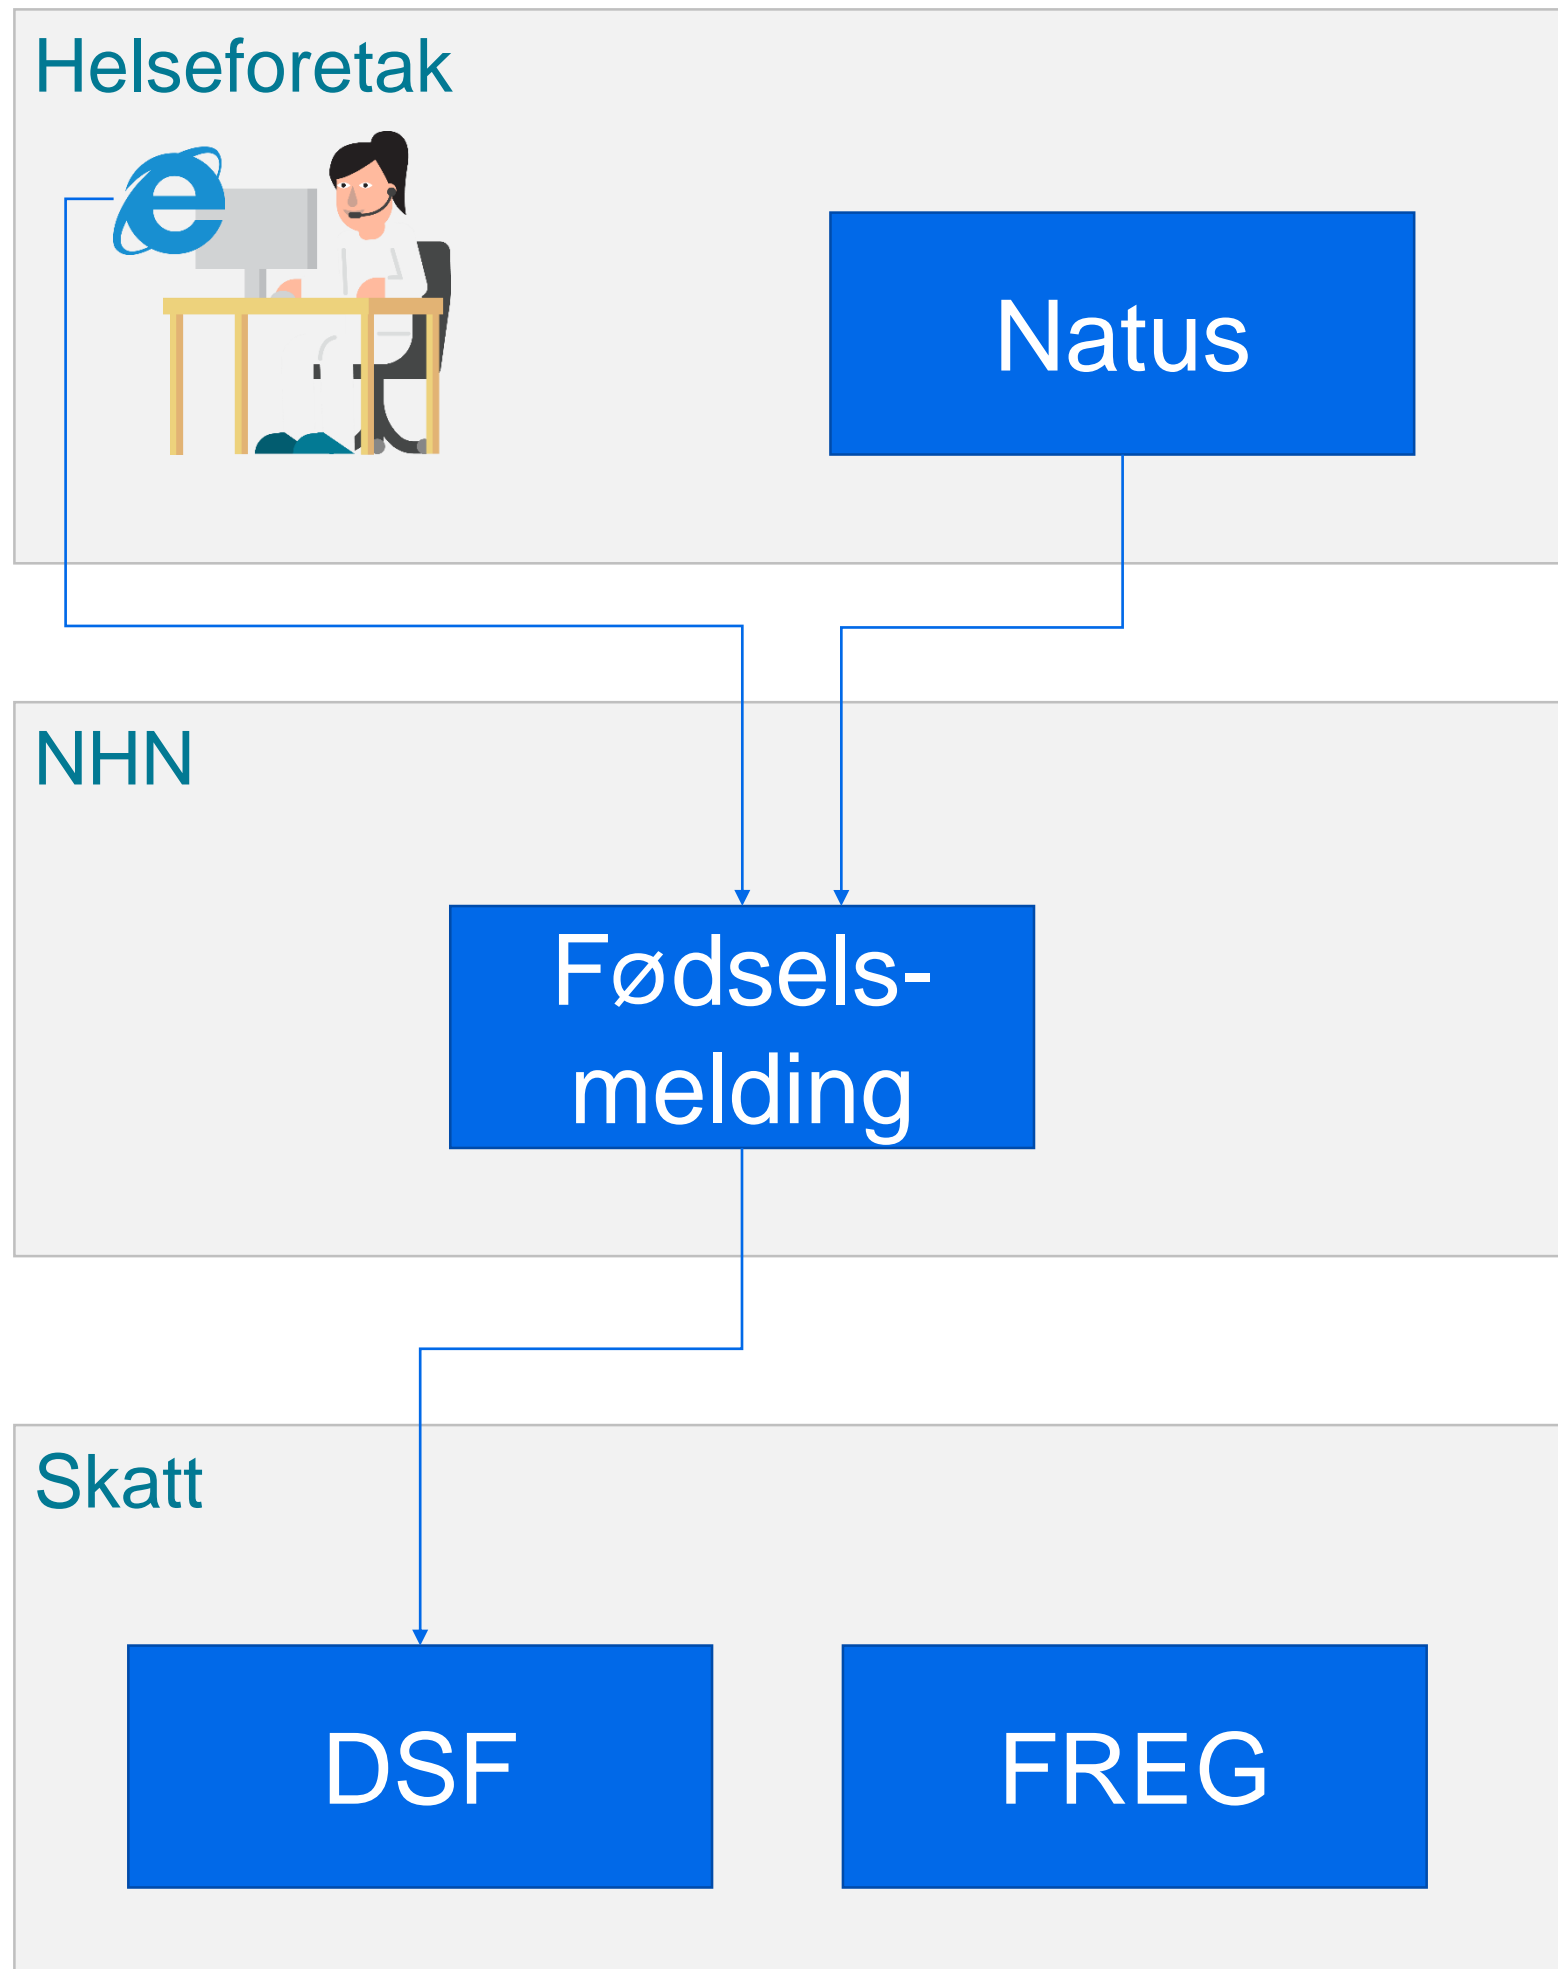 Helseforetak
Natus
NHN
Fødsels-
melding
Skatt
DSF
FREG